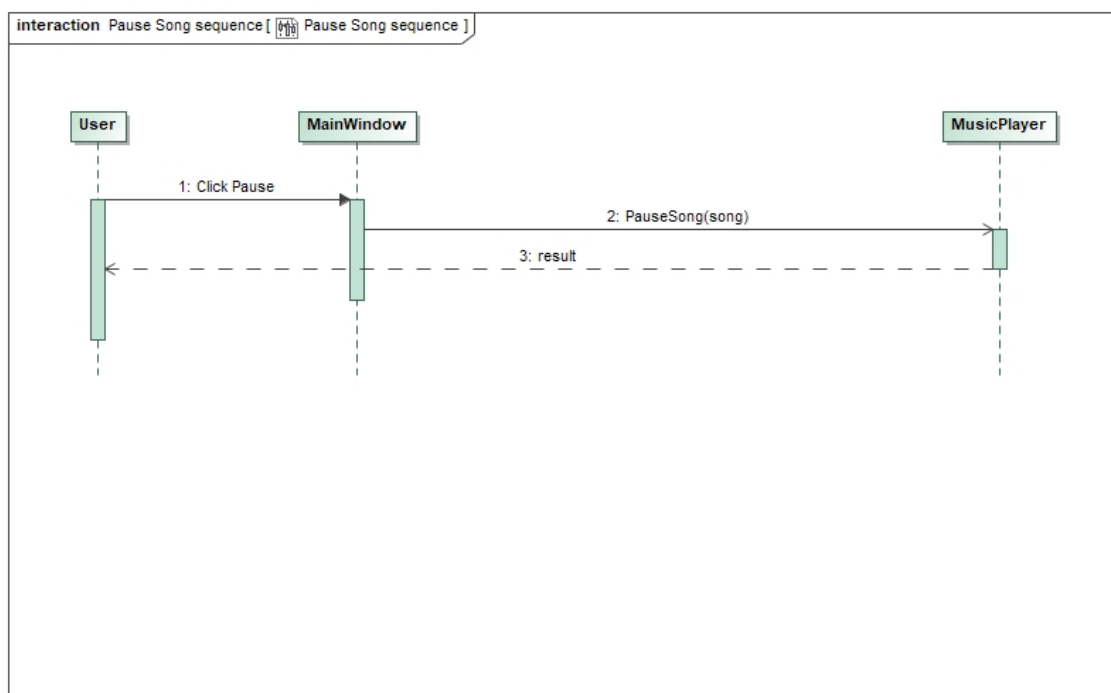 interaction Pause Song sequence [ Pause Song sequence ]
User
MainWindow
MusicPlayer
1: Click Pause
2: PauseSong(song)
3: result